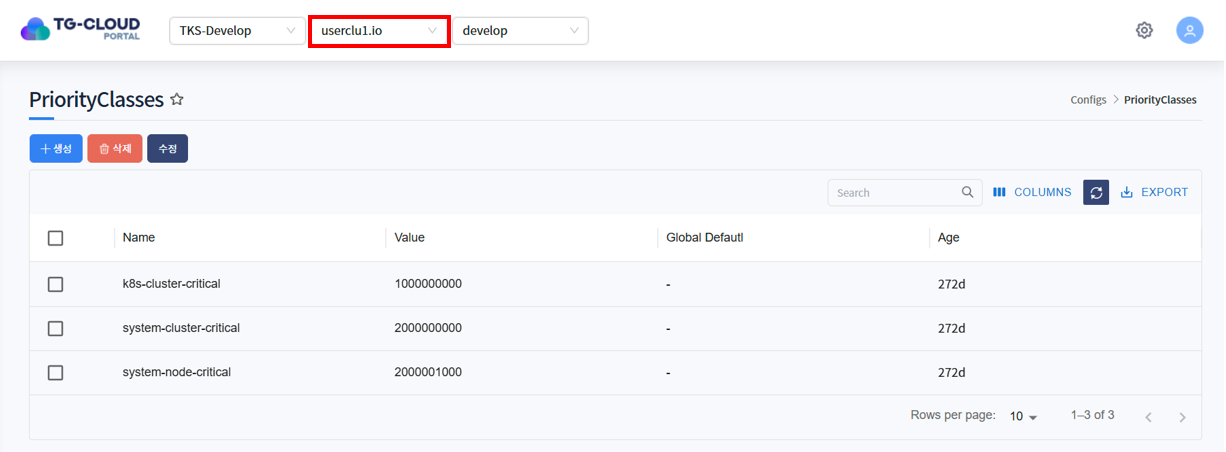 TG-CLOUD PORTAL TKS-Develop userclu1.io develop
PriorityClasses Configs > PriorityClasses
+ 생성 삭제 수정
Search COLUMNS EXPORT
Name Value Global Defautl Age
k8s-cluster-critical 1000000000 - 272d
system-cluster-critical 2000000000 - 272d
system-node-critical 2000001000 - 272d
Rows per page: 10 1–3 of 3